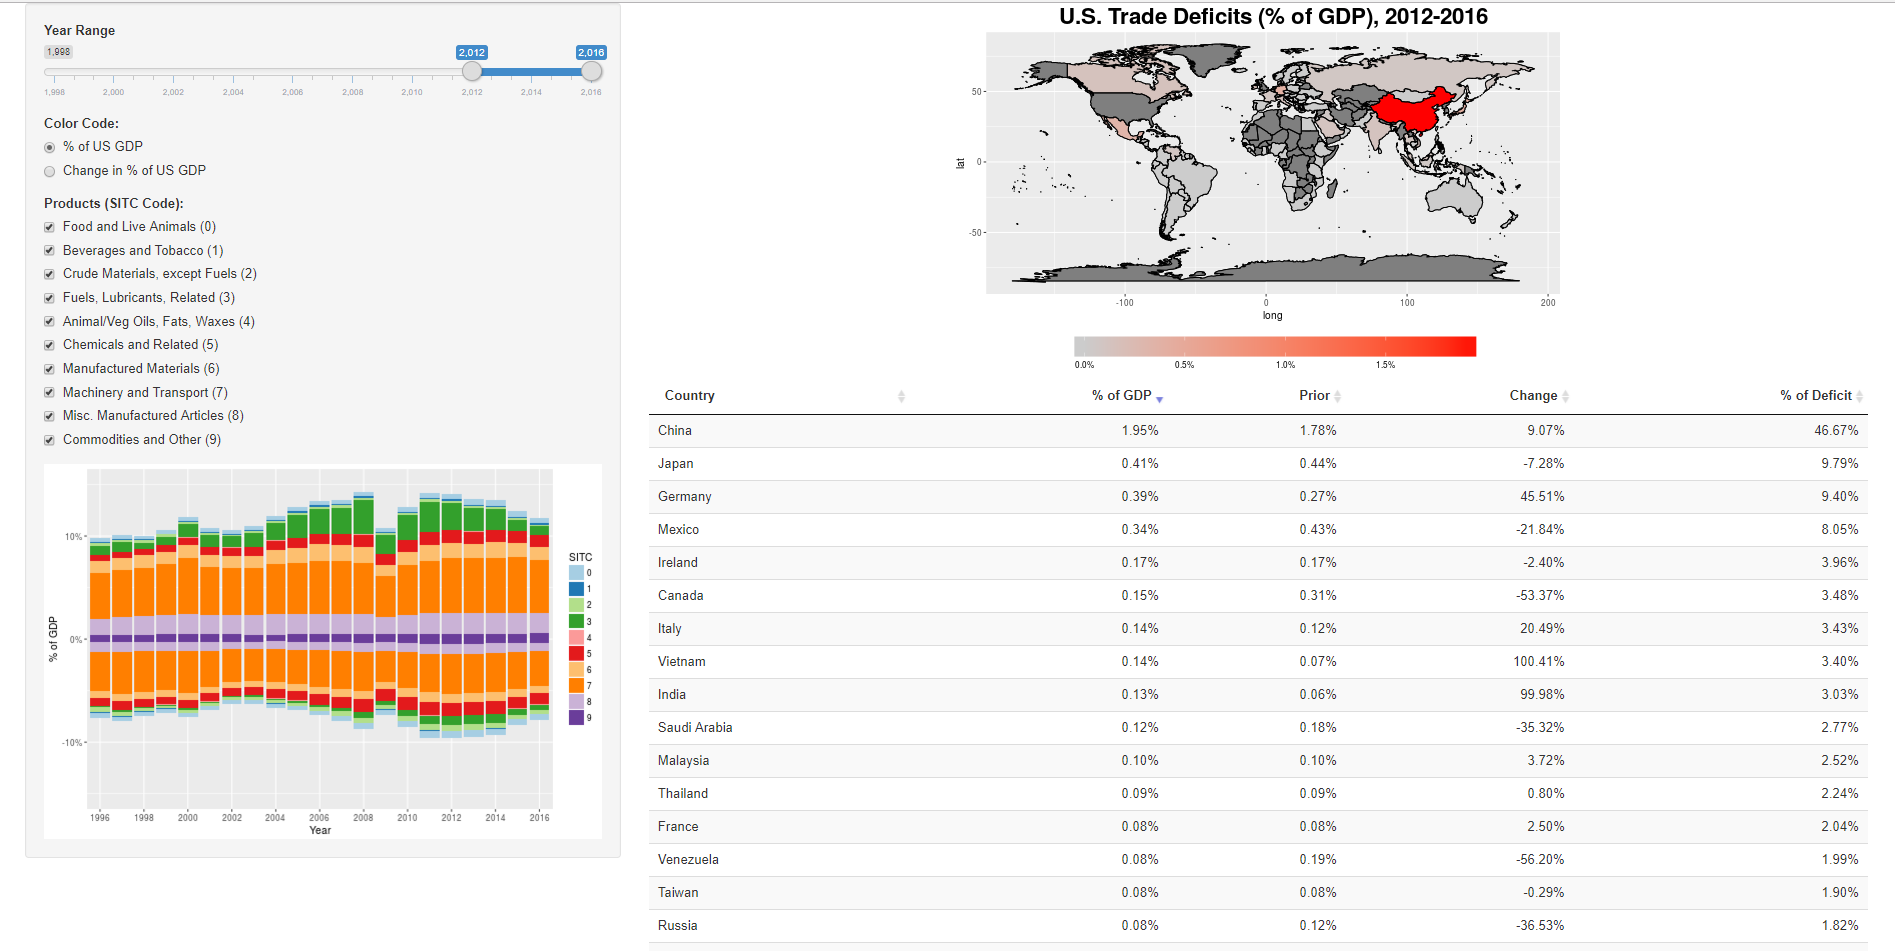 Year Range
1,998
2,012
2,016
1,998 2,000 2,002 2,004 2,006 2,008 2,010 2,012 2,014 2,016
Color Code:
% of US GDP
Change in % of US GDP
Products (SITC Code):
Food and Live Animals (0)
Beverages and Tobacco (1)
Crude Materials, except Fuels (2)
Fuels, Lubricants, Related (3)
Animal/Veg Oils, Fats, Waxes (4)
Chemicals and Related (5)
Manufactured Materials (6)
Machinery and Transport (7)
Misc. Manufactured Articles (8)
Commodities and Other (9)
% of GDP
10%
0%
-10%
1996 1998 2000 2002 2004 2006 2008 2010 2012 2014 2016
Year
SITC
0
1
2
3
4
5
6
7
8
9
U.S. Trade Deficits (% of GDP), 2012-2016
lat
50
0
-50
-100 0 100 200
long
0.0% 0.5% 1.0% 1.5%
Country % of GDP Prior Change % of Deficit
China 1.95% 1.78% 9.07% 46.67%
Japan 0.41% 0.44% -7.28% 9.79%
Germany 0.39% 0.27% 45.51% 9.40%
Mexico 0.34% 0.43% -21.84% 8.05%
Ireland 0.17% 0.17% -2.40% 3.96%
Canada 0.15% 0.31% -53.37% 3.48%
Italy 0.14% 0.12% 20.49% 3.43%
Vietnam 0.14% 0.07% 100.41% 3.40%
India 0.13% 0.06% 99.98% 3.03%
Saudi Arabia 0.12% 0.18% -35.32% 2.77%
Malaysia 0.10% 0.10% 3.72% 2.52%
Thailand 0.09% 0.09% 0.80% 2.24%
France 0.08% 0.08% 2.50% 2.04%
Venezuela 0.08% 0.19% -56.20% 1.99%
Taiwan 0.08% 0.08% -0.29% 1.90%
Russia 0.08% 0.12% -36.53% 1.82%